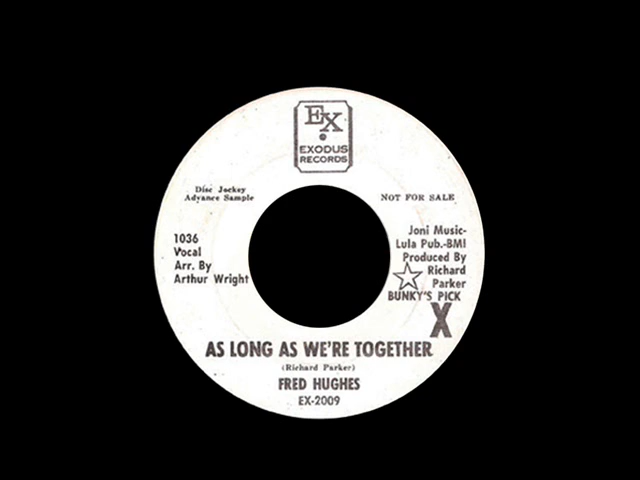 EX
EXODUS
RECORDS
Disc Jockey
Advance Sample
NOT FOR SALE
1036
Vocal
Arr. By
Arthur Wright
Joni Music-
Lula Pub.-BMI
Produced By
Richard
Parker
BUNKY'S PICK
X
AS LONG AS WE'RE TOGETHER
(Richard Parker)
FRED HUGHES
EX-2009